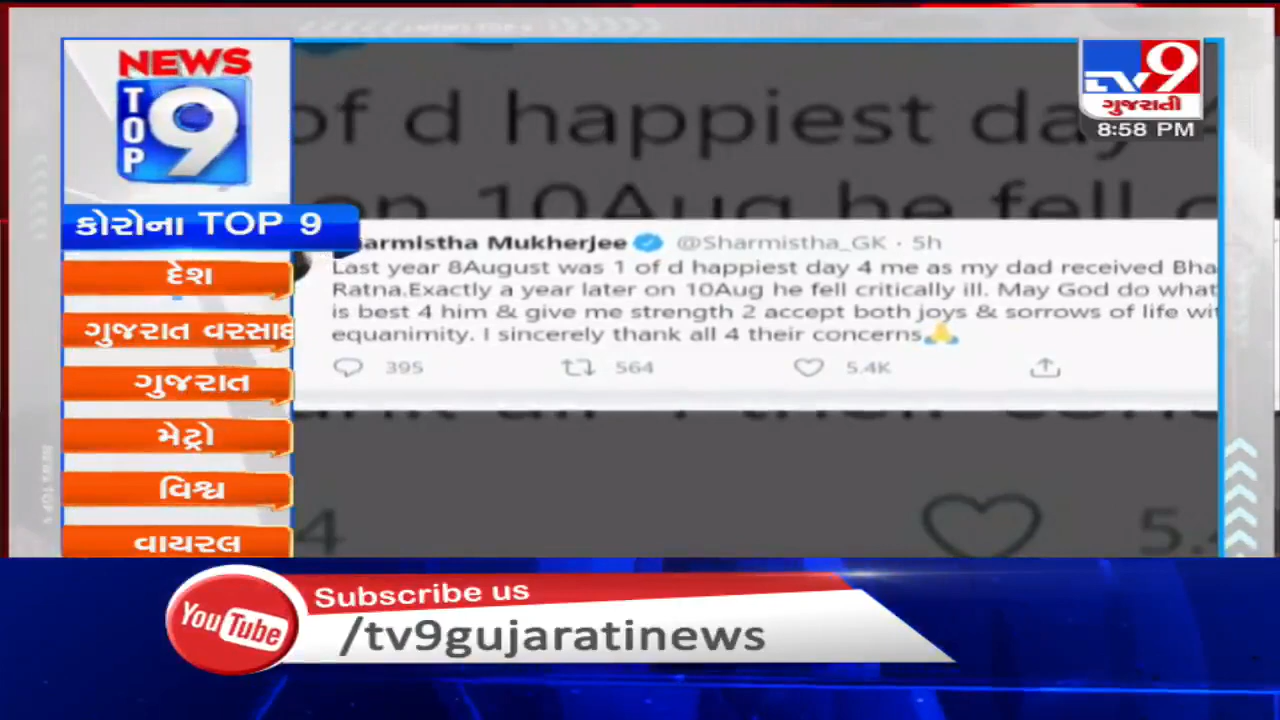 NEWS
TOP
9
કોરોના TOP 9
દેશ
ગુજરાત વરસાદ
ગુજરાત
મેટ્રો
વિશ્વ
વાયરલ
of d happiest day 4
on 10Aug he fell
Sharmistha Mukherjee @Sharmistha_GK · 5h
Last year 8August was 1 of d happiest day 4 me as my dad received
Ratna.Exactly a year later on 10Aug he fell critically ill. May God do what
is best 4 him & give me strength 2 accept both joys & sorrows of life
equanimity. I sincerely thank all 4 their concerns🙏
395 564 5.4K
4
TV9
ગુજરાતી
8:58 PM
YouTube
Subscribe us
/tv9gujaratinews